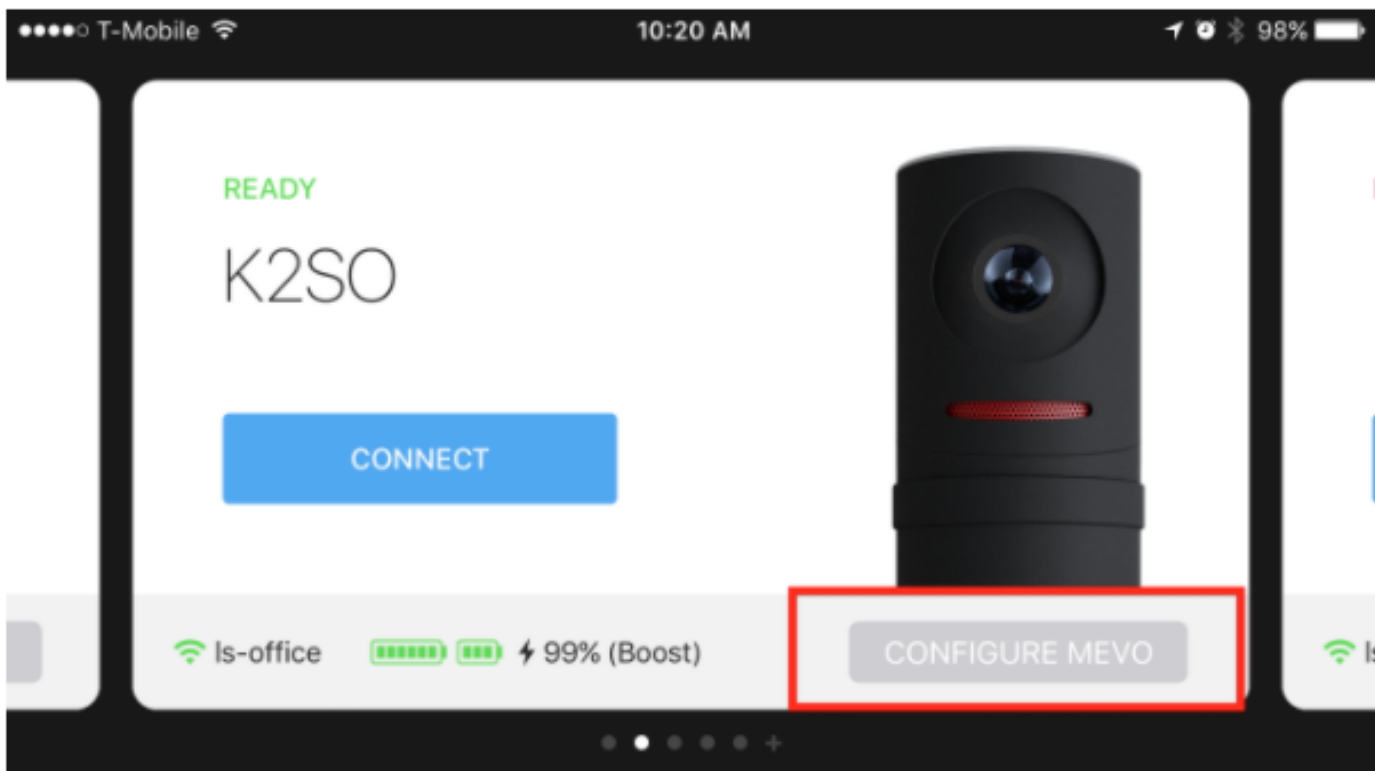 T-Mobile 10:20 AM 98%
READY
K2SO
CONNECT
ls-office 99% (Boost) CONFIGURE MEVO